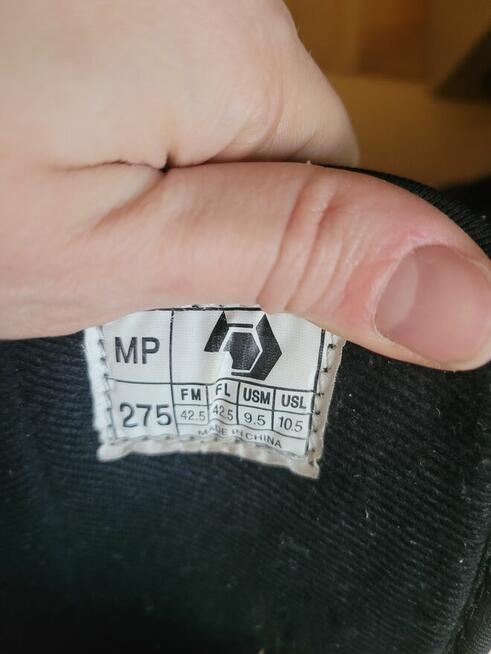 MP
FM FL USM USL
275 42.5 42.5 9.5 10.5
MADE IN CHINA